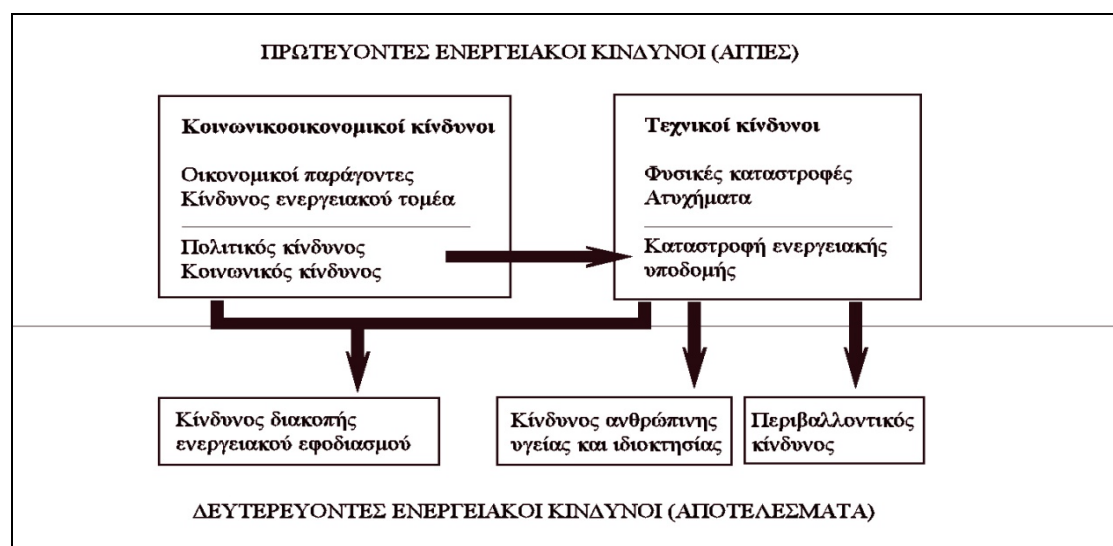 ΠΡΩΤΕΥΟΝΤΕΣ ΕΝΕΡΓΕΙΑΚΟΙ ΚΙΝΔΥΝΟΙ (ΑΙΤΙΕΣ)
Κοινωνικοοικονομικοί κίνδυνοι
Οικονομικοί παράγοντες
Κίνδυνος ενεργειακού τομέα
Πολιτικός κίνδυνος
Κοινωνικός κίνδυνος
Τεχνικοί κίνδυνοι
Φυσικές καταστροφές
Ατυχήματα
Καταστροφή ενεργειακής
υποδομής
Κίνδυνος διακοπής
ενεργειακού εφοδιασμού
Κίνδυνος ανθρώπινης
υγείας και ιδιοκτησίας
Περιβαλλοντικός
κίνδυνος
ΔΕΥΤΕΡΕΥΟΝΤΕΣ ΕΝΕΡΓΕΙΑΚΟΙ ΚΙΝΔΥΝΟΙ (ΑΠΟΤΕΛΕΣΜΑΤΑ)